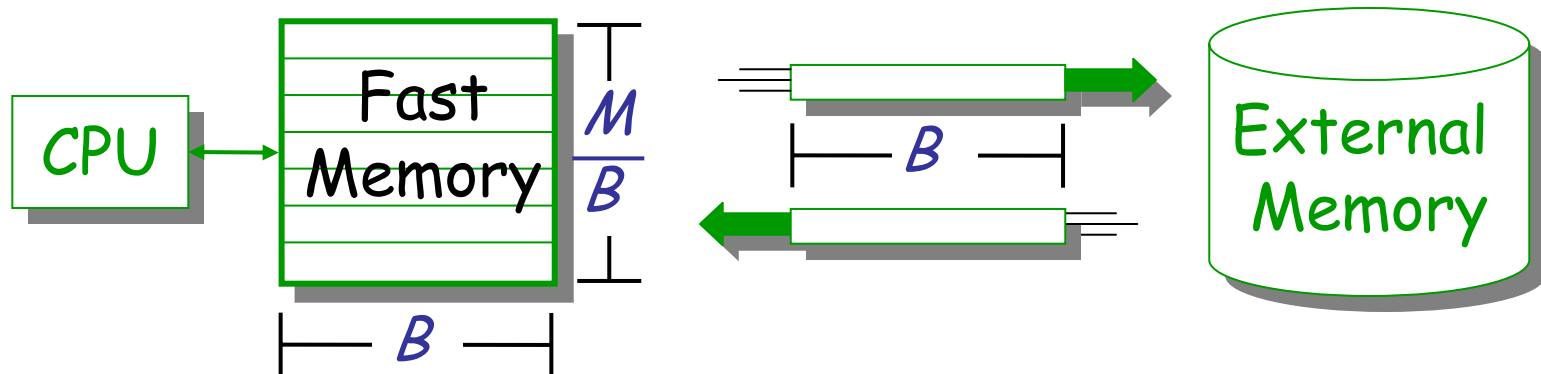 CPU
Fast
Memory
M
B
B
B
External
Memory